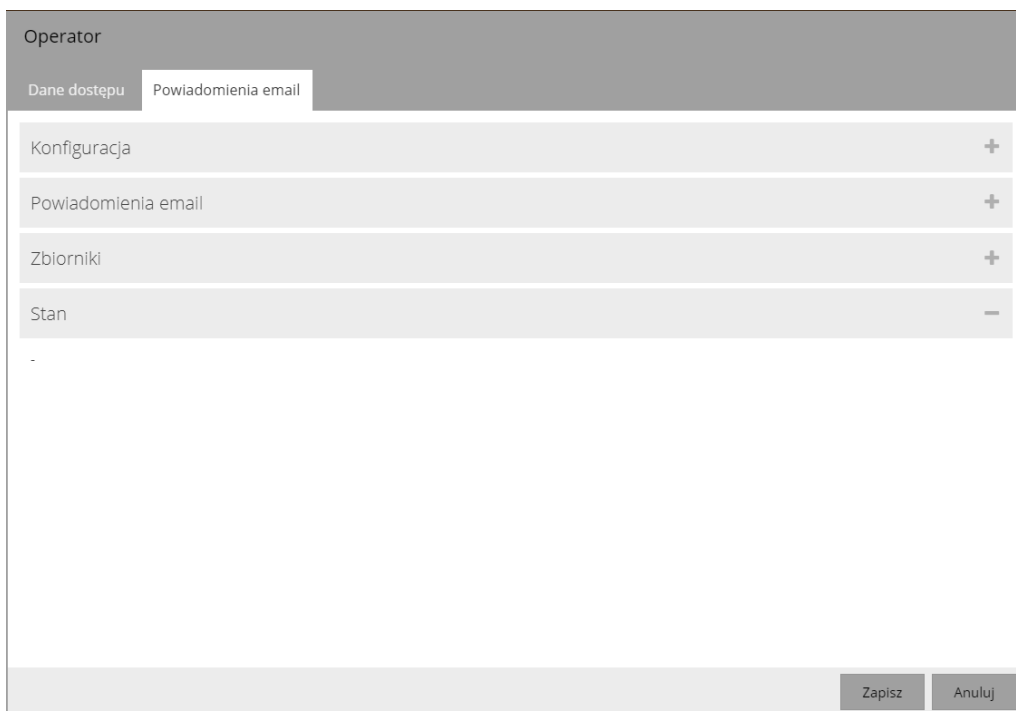 Operator
Dane dostępu Powiadomienia email
Konfiguracja
Powiadomienia email
Zbiorniki
Stan
-
Zapisz Anuluj